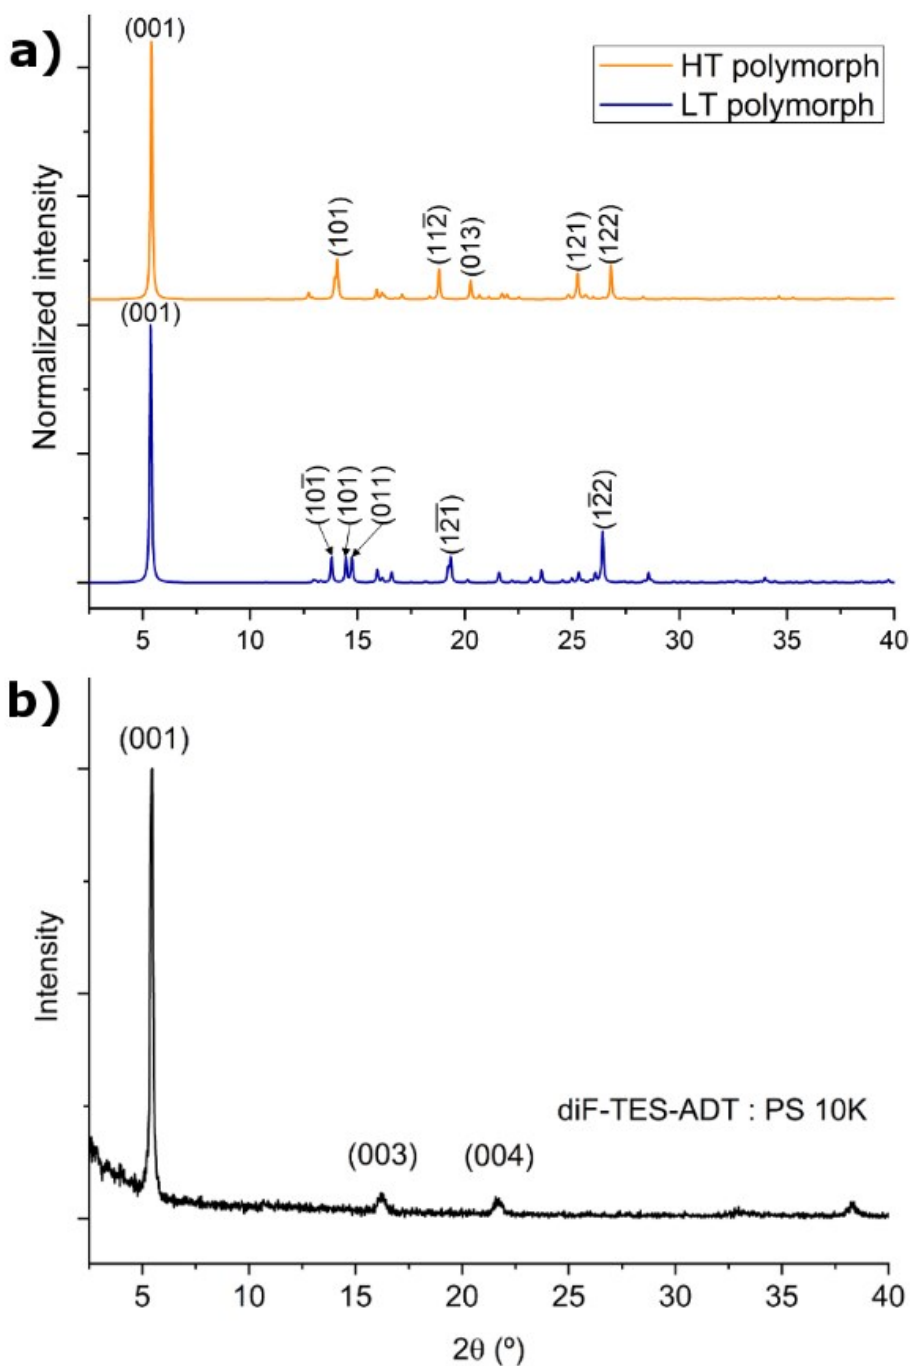 a)
(001)
HT polymorph
LT polymorph
Normalized intensity
(101)
(11̅2̅)
(013)
(121)
(122)
(001)
(101̅)
(101)
(011)
(1̅2̅1)
(12̅2)
5 10 15 20 25 30 35 40
b)
(001)
Intensity
diF-TES-ADT : PS 10K
(003)
(004)
5 10 15 20 25 30 35 40
2θ (º)